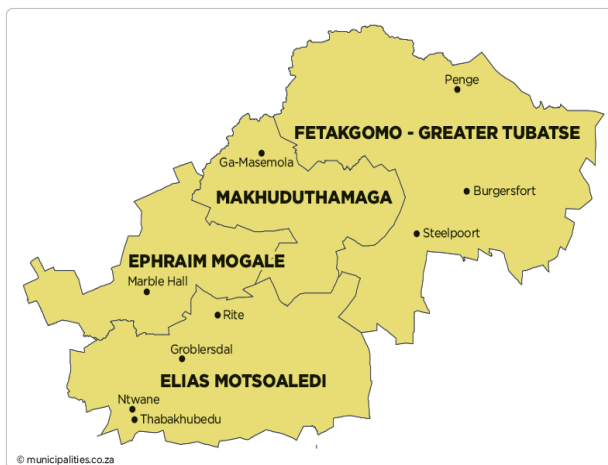 Penge
FETAKGOMO - GREATER TUBATSE
Ga-Masemola
Burgersfort
MAKHUDUTHAMAGA
Steelpoort
EPHRAIM MOGALE
Marble Hall
Rite
Groblersdal
ELIAS MOTSOALEDI
Ntwane
Thabakhubedu
© municipalities.co.za